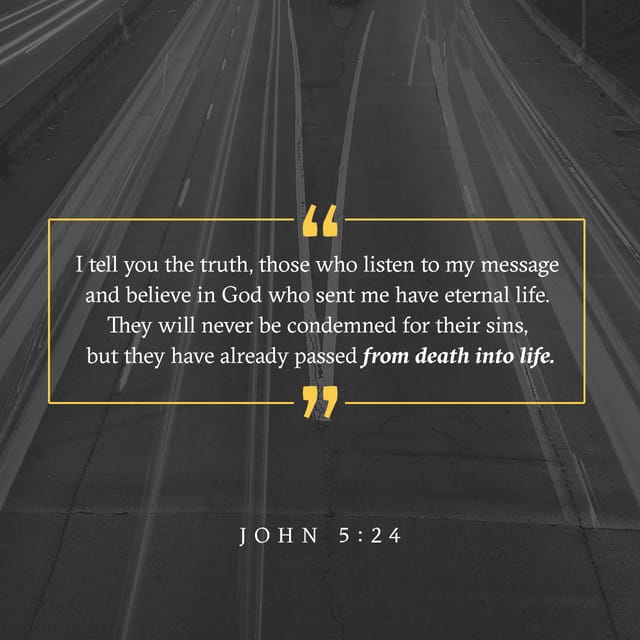 “
I tell you the truth, those who listen to my message
and believe in God who sent me have eternal life.
They will never be condemned for their sins,
but they have already passed from death into life.
”
JOHN 5:24